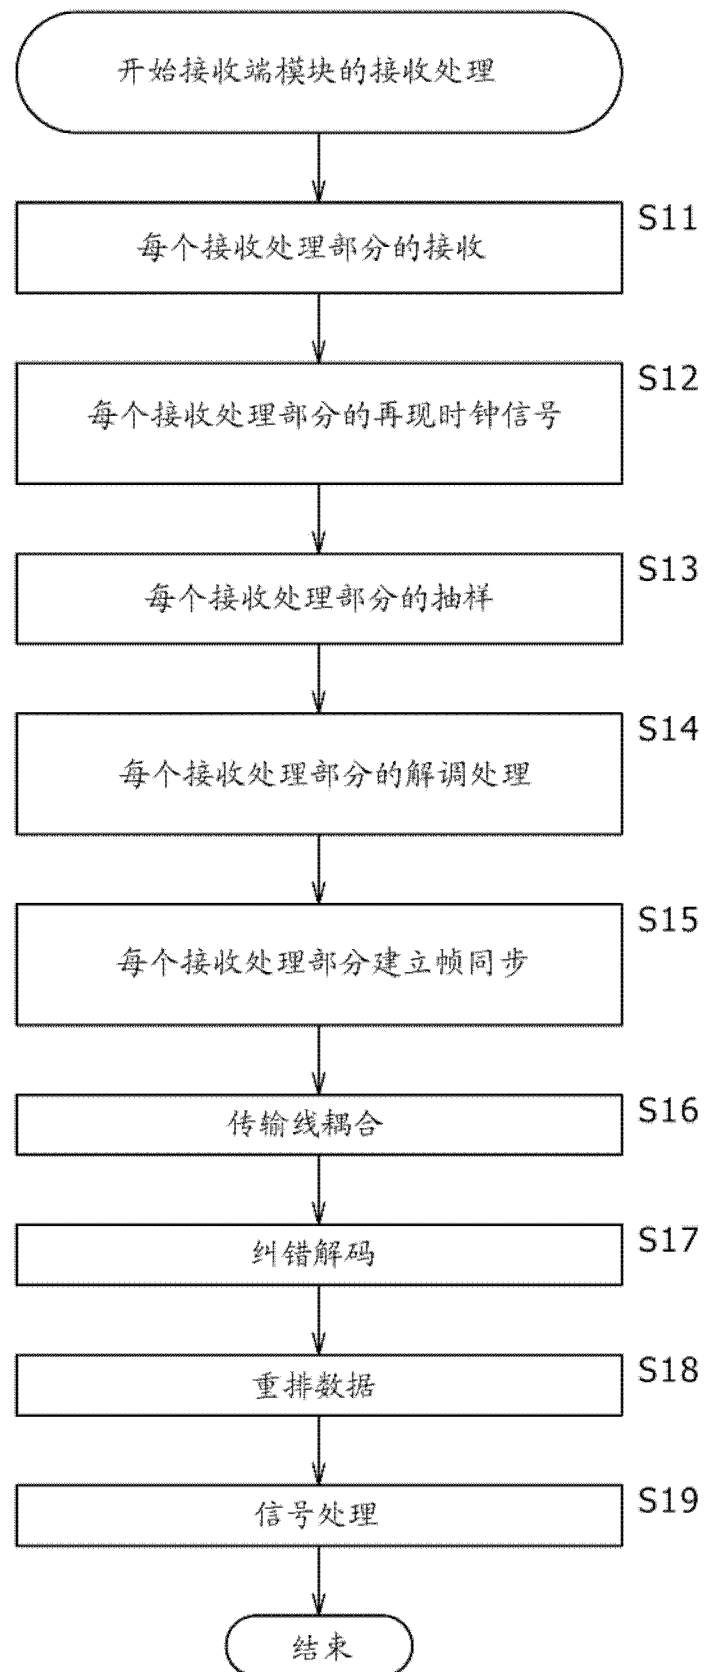 开始接收端模块的接收处理
S11
每个接收处理部分的接收
S12
每个接收处理部分的再现时钟信号
S13
每个接收处理部分的抽样
S14
每个接收处理部分的解调处理
S15
每个接收处理部分建立帧同步
S16
传输线耦合
S17
纠错解码
S18
重排数据
S19
信号处理
结束